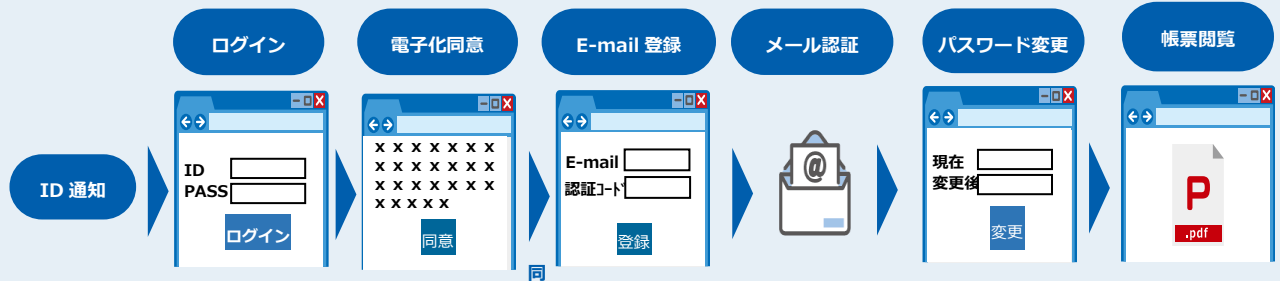 ログイン
電子化同意
E-mail 登録
メール認証
パスワード変更
帳票閲覧
ID 通知
ID
PASS
ログイン
x x x x x x x
x x x x x x x
x x x x x x x
x x x x x
同意
同
E-mail
認証コード
登録
@
現在
変更後
変更
P
.pdf